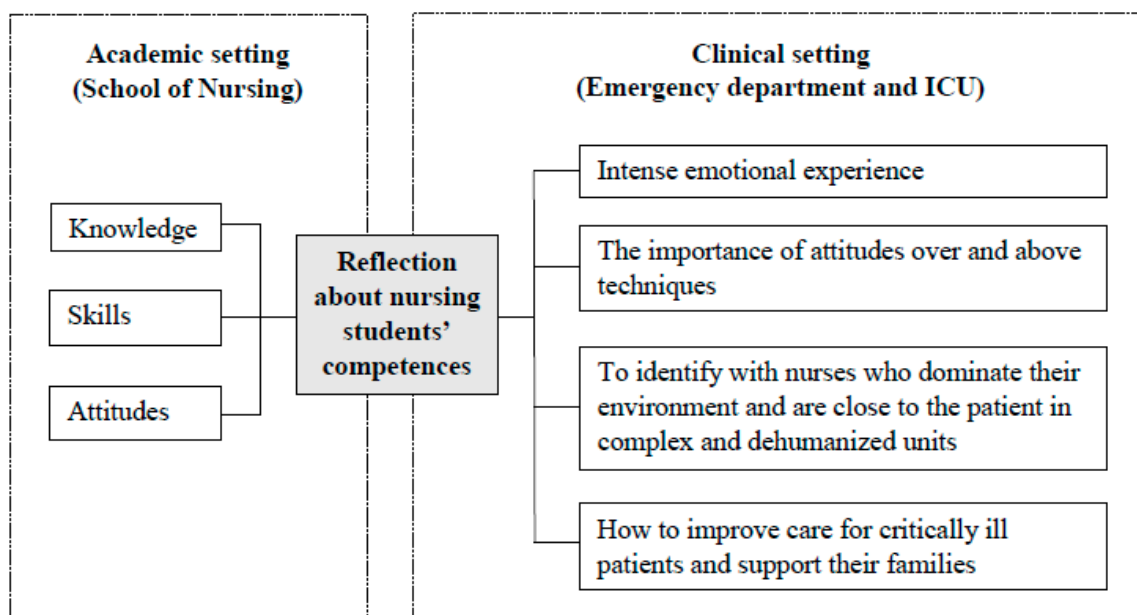 Academic setting
(School of Nursing)
Knowledge
Skills
Attitudes
Reflection
about nursing
students’
competences
Clinical setting
(Emergency department and ICU)
Intense emotional experience
The importance of attitudes over and above
techniques
To identify with nurses who dominate their
environment and are close to the patient in
complex and dehumanized units
How to improve care for critically ill
patients and support their families